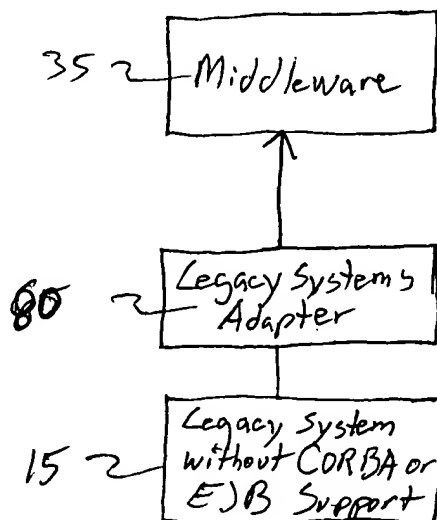 35 Middleware
Legacy Systems
80 Adapter
Legacy System
15 without CORBA or
EJB Support